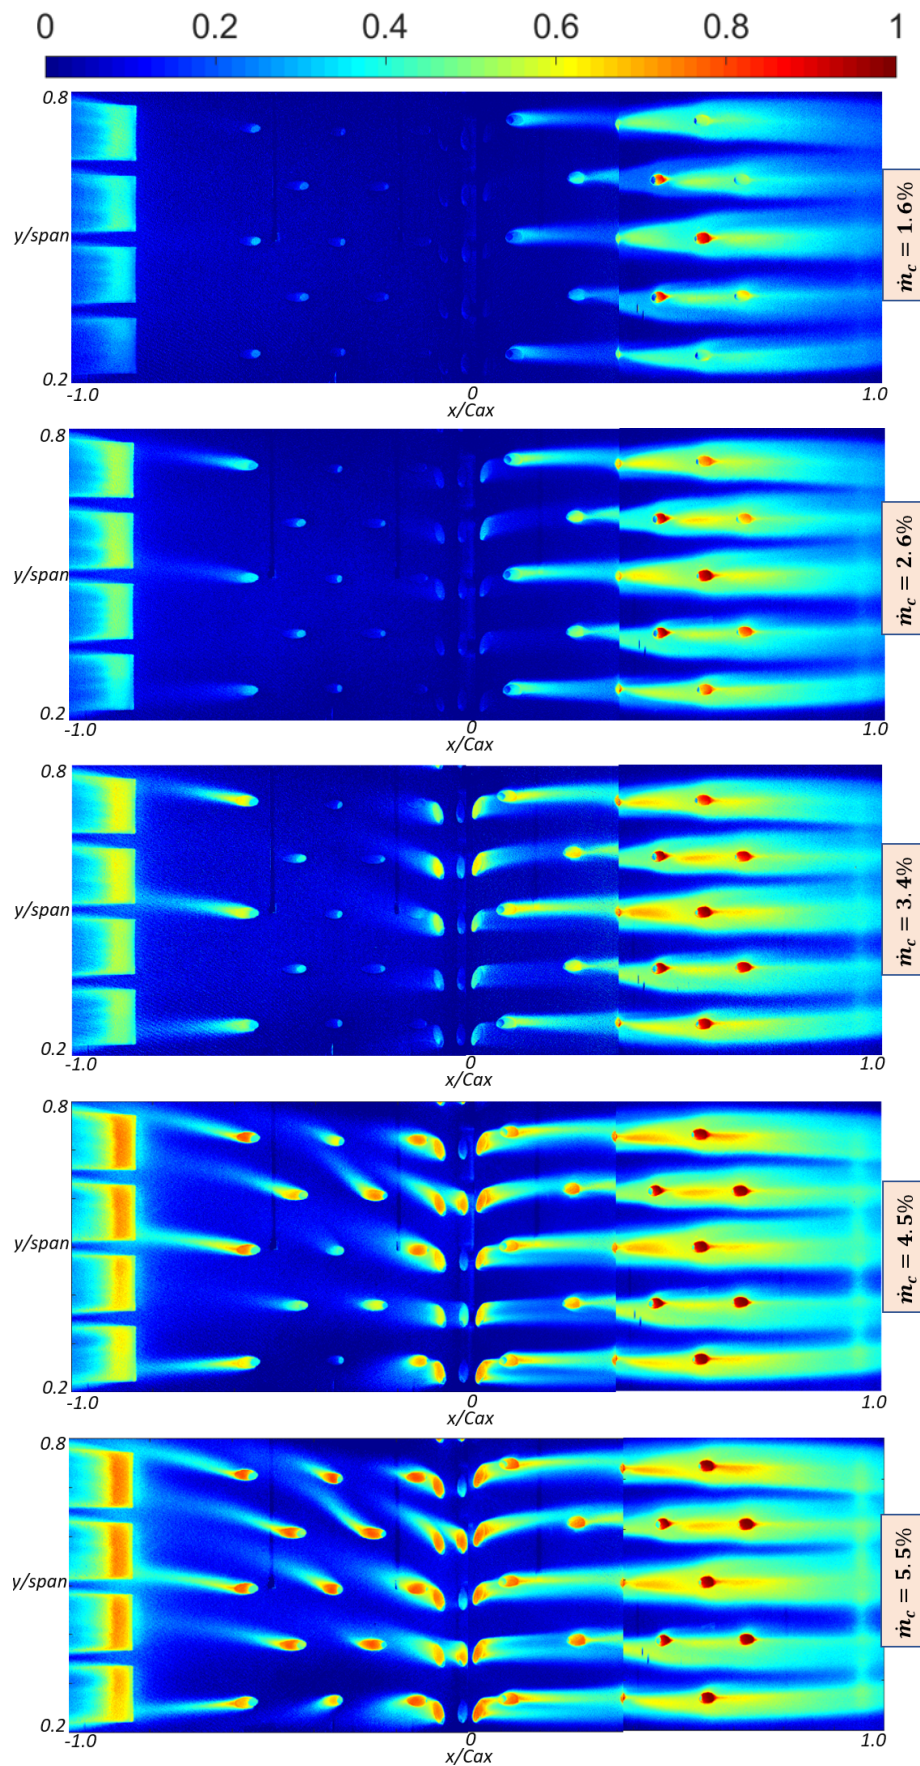 0 0.2 0.4 0.6 0.8 1
0.8
y/span
ṁc = 1.6%
0.2
-1.0 0 1.0
x/Cax
0.8
y/span
ṁc = 2.6%
0.2
-1.0 0 1.0
x/Cax
0.8
y/span
ṁc = 3.4%
0.2
-1.0 0 1.0
x/Cax
0.8
y/span
ṁc = 4.5%
0.2
-1.0 0 1.0
x/Cax
0.8
y/span
ṁc = 5.5%
0.2
-1.0 0 1.0
x/Cax